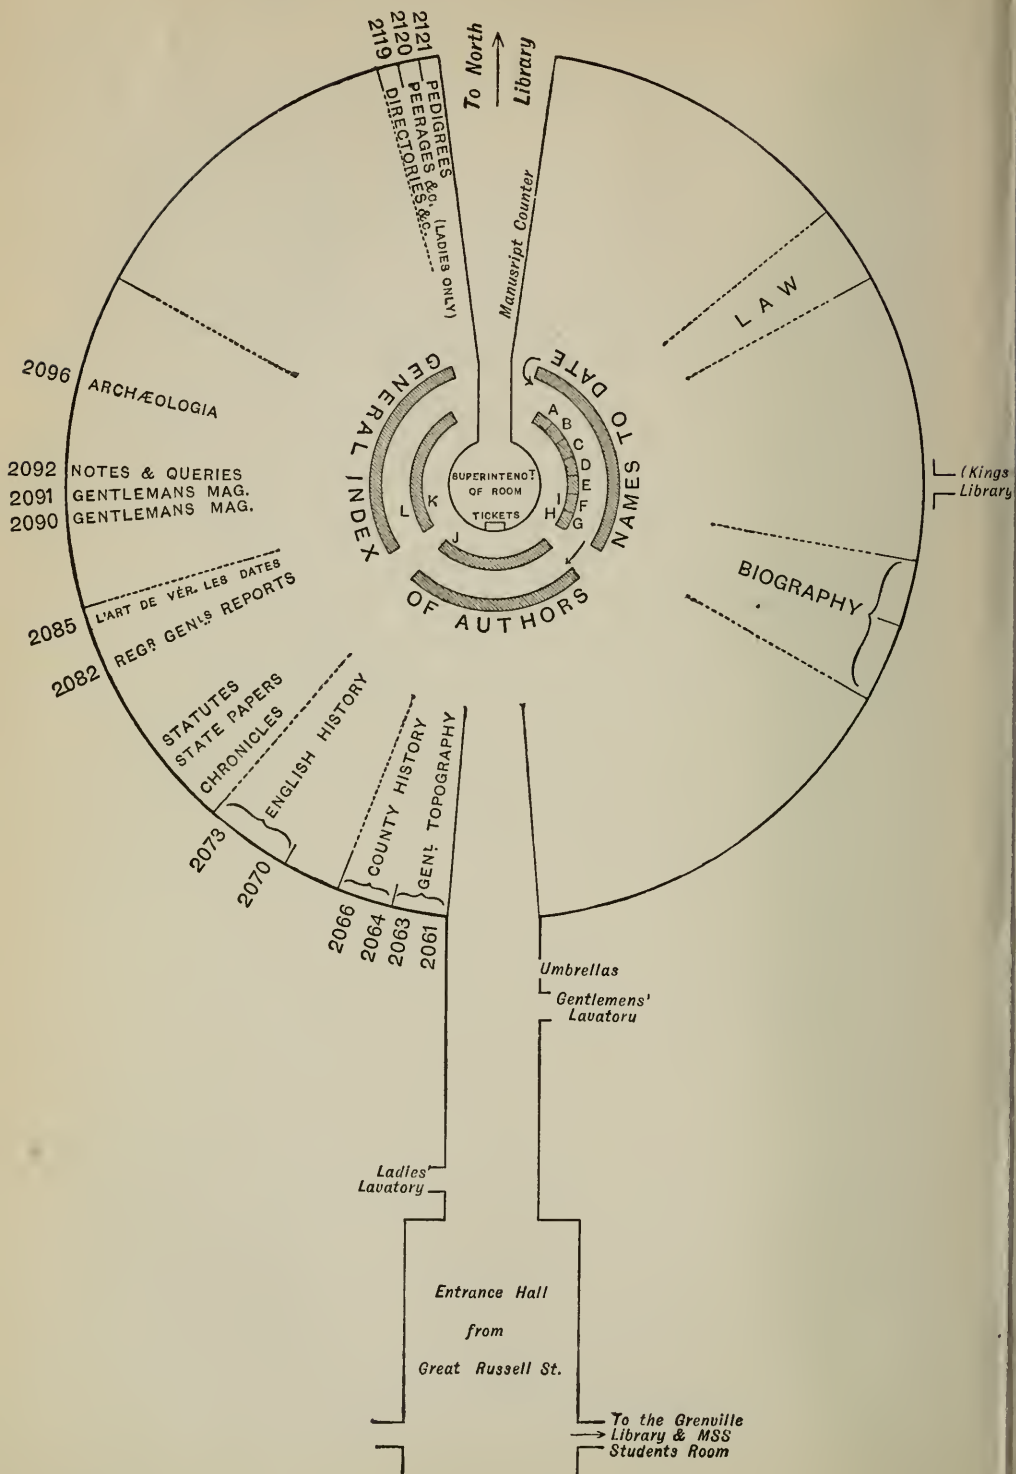 2119
2120
2121
DIRECTORIES &c.
PEERAGES &c. (LADIES ONLY)
PEDIGREES
To North
Library
Manusript Counter
LAW
(Kings
Library
BIOGRAPHY
2096 ARCHÆOLOGIA
2092 NOTES & QUERIES
2091 GENTLEMANS MAG.
2090 GENTLEMANS MAG.
2085 L'ART DE VÉR. LES DATES
2082 REGR GENLS REPORTS
STATUTES
STATE PAPERS
CHRONICLES
2073
ENGLISH HISTORY
2070
2066
COUNTY HISTORY
2064
2063
GENL TOPOGRAPHY
2061
GENERAL INDEX
OF AUTHORS
NAMES TO DATE
A
B
C
D
E
F
G
H
I
J
K
L
SUPERINTENDT
OF ROOM
TICKETS
Umbrellas
Gentlemens'
Lavatory
Ladies'
Lavatory
Entrance Hall
from
Great Russell St.
To the Grenville
Library & MSS
Students Room